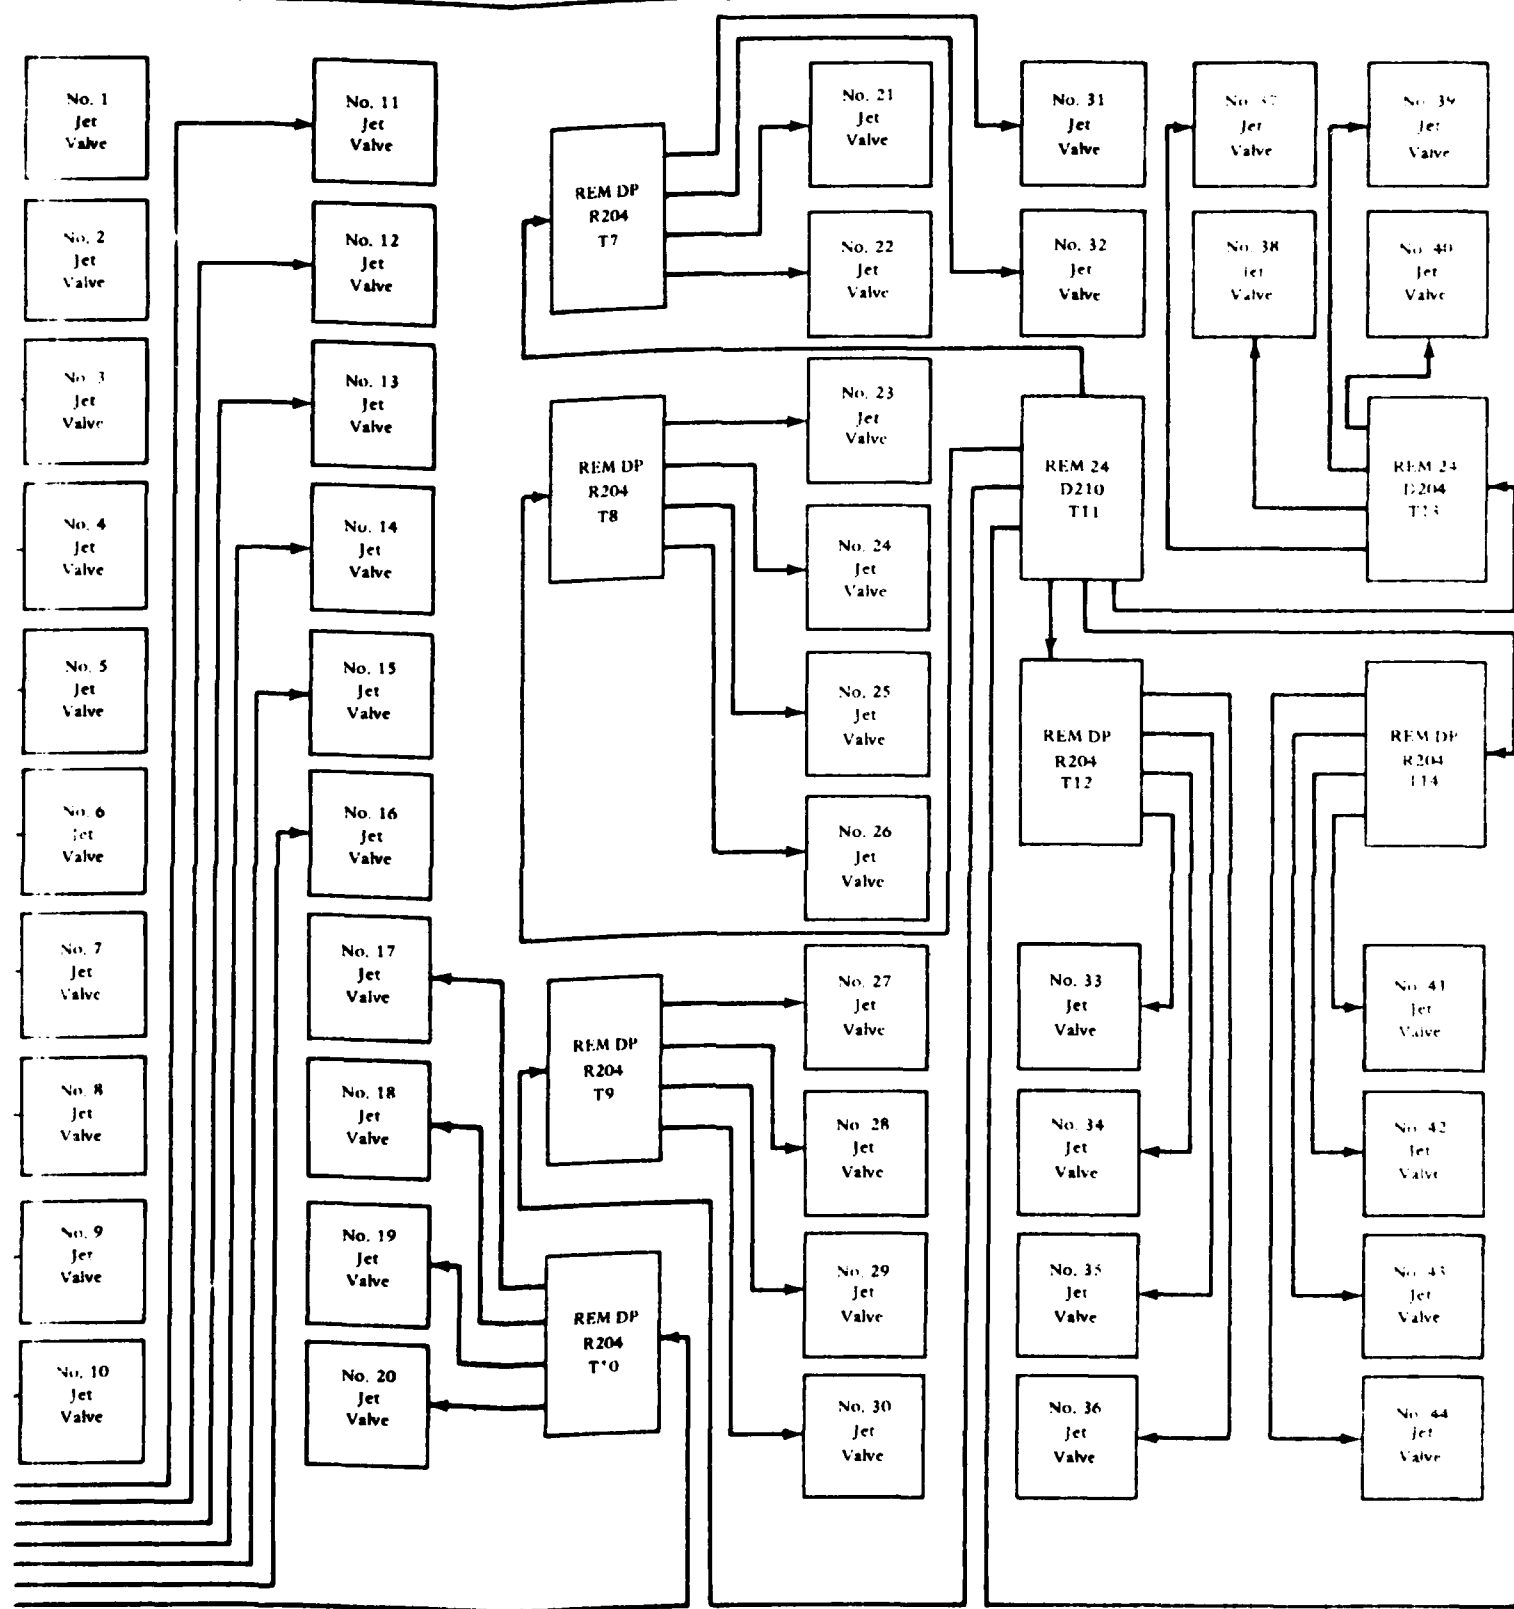 No. 1
Jet
Valve
No. 2
Jet
Valve
No. 3
Jet
Valve
No. 4
Jet
Valve
No. 5
Jet
Valve
No. 6
Jet
Valve
No. 7
Jet
Valve
No. 8
Jet
Valve
No. 9
Jet
Valve
No. 10
Jet
Valve
No. 11
Jet
Valve
No. 12
Jet
Valve
No. 13
Jet
Valve
No. 14
Jet
Valve
No. 15
Jet
Valve
No. 16
Jet
Valve
No. 17
Jet
Valve
No. 18
Jet
Valve
No. 19
Jet
Valve
No. 20
Jet
Valve
REM DP
R204
T7
REM DP
R204
T8
REM DP
R204
T9
REM DP
R204
T10
No. 21
Jet
Valve
No. 22
Jet
Valve
No. 23
Jet
Valve
No. 24
Jet
Valve
No. 25
Jet
Valve
No. 26
Jet
Valve
No. 27
Jet
Valve
No. 28
Jet
Valve
No. 29
Jet
Valve
No. 30
Jet
Valve
No. 31
Jet
Valve
No. 32
Jet
Valve
REM 24
D210
T11
REM DP
R204
T12
No. 33
Jet
Valve
No. 34
Jet
Valve
No. 35
Jet
Valve
No. 36
Jet
Valve
No. 37
Jet
Valve
No. 38
Jet
Valve
No. 39
Jet
Valve
No. 40
Jet
Valve
REM 24
D204
T13
REM DP
R204
T14
No. 41
Jet
Valve
No. 42
Jet
Valve
No. 43
Jet
Valve
No. 44
Jet
Valve